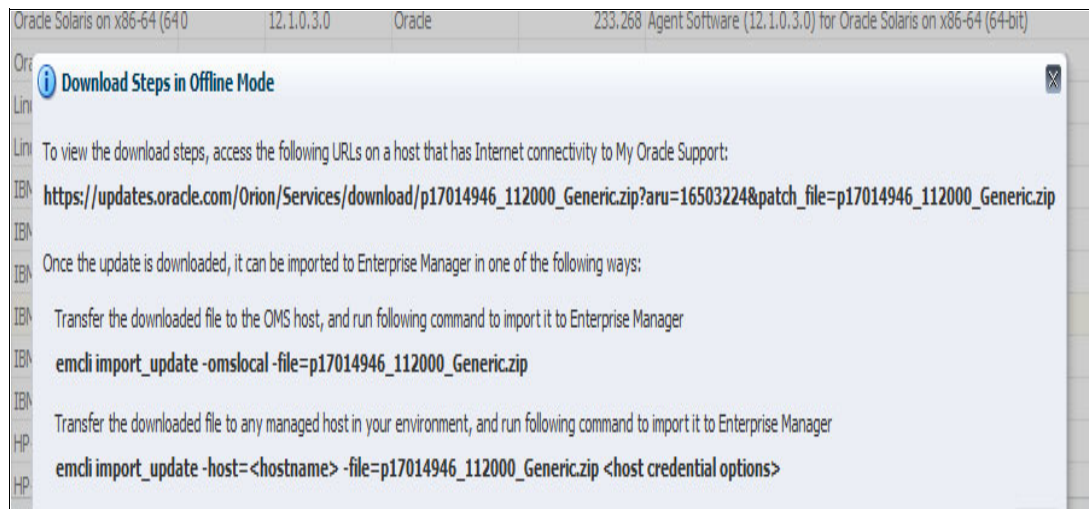 Oracle Solaris on x86-64 (64 0 12.1.0.3.0 Oracle 233.268 Agent Software (12.1.0.3.0) for Oracle Solaris on x86-64 (64-bit)
Download Steps in Offline Mode
To view the download steps, access the following URLs on a host that has Internet connectivity to My Oracle Support:
https://updates.oracle.com/Orion/Services/download/p17014946_112000_Generic.zip?aru=16503224&patch_file=p17014946_112000_Generic.zip
Once the update is downloaded, it can be imported to Enterprise Manager in one of the following ways:
Transfer the downloaded file to the OMS host, and run following command to import it to Enterprise Manager
emcli import_update -omslocal -file=p17014946_112000_Generic.zip
Transfer the downloaded file to any managed host in your environment, and run following command to import it to Enterprise Manager
emcli import_update -host=<hostname> -file=p17014946_112000_Generic.zip <host credential options>
HP
HP